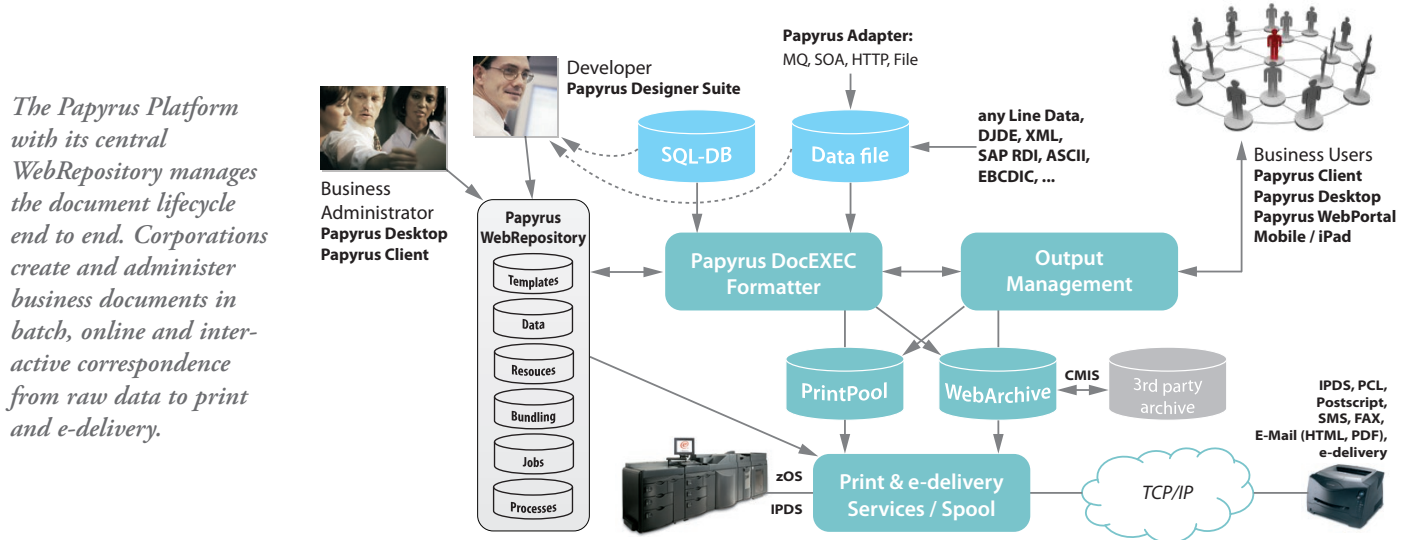 The Papyrus Platform
with its central
WebRepository manages
the document lifecycle
end to end. Corporations
create and administer
business documents in
batch, online and inter-
active correspondence
from raw data to print
and e-delivery.
Business
Administrator
Papyrus Desktop
Papyrus Client
Developer
Papyrus Designer Suite
Papyrus Adapter:
MQ, SOA, HTTP, File
SQL-DB
Data file
any Line Data,
DJDE, XML,
SAP RDI, ASCII,
EBCDIC, ...
Business Users
Papyrus Client
Papyrus Desktop
Papyrus WebPortal
Mobile / iPad
Papyrus
WebRepository
Templates
Data
Resouces
Bundling
Jobs
Processes
Papyrus DocEXEC
Formatter
Output
Management
PrintPool
WebArchive
CMIS
3rd party
archive
zOS
IPDS
Print & e-delivery
Services / Spool
TCP/IP
IPDS, PCL,
Postscript,
SMS, FAX,
E-Mail (HTML, PDF),
e-delivery